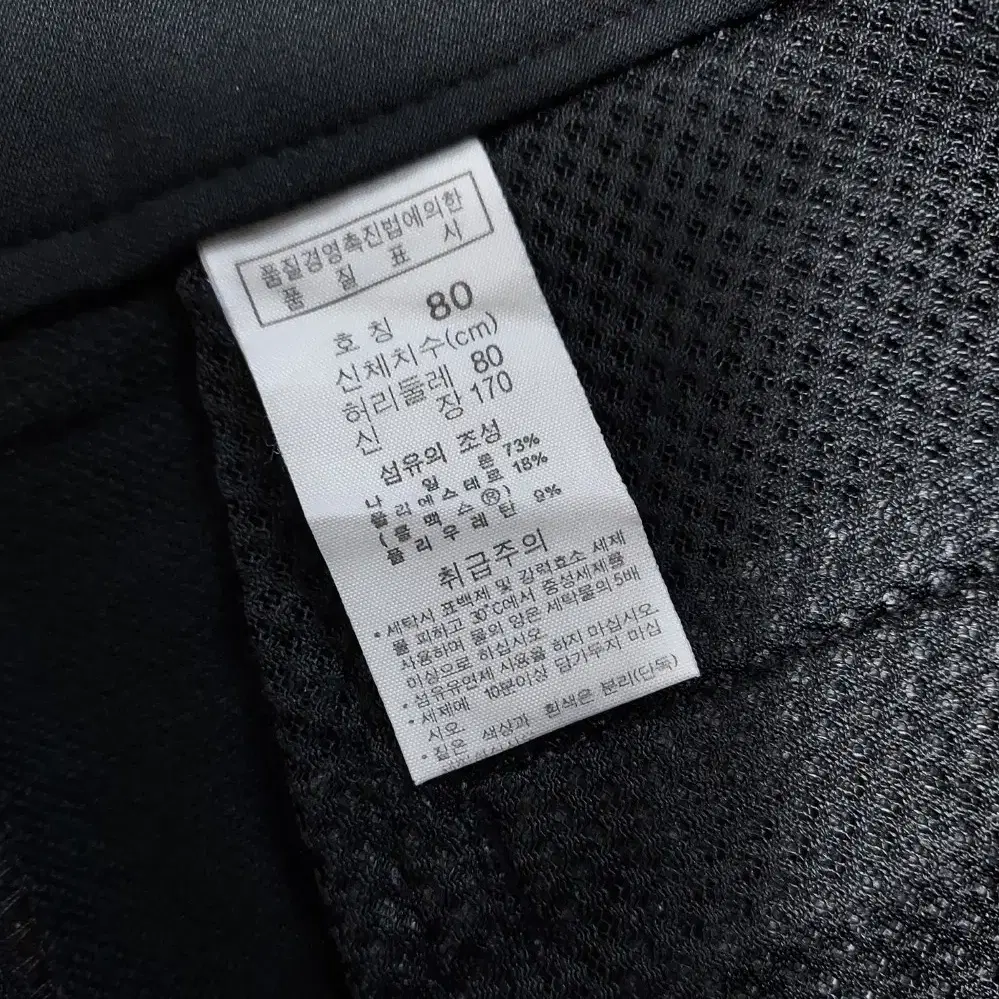 품질경영촉진법에의한
품 질 표 시
호 칭 80
신체치수(cm)
허리둘레 80
신 장 170
섬유의 조성
나 일 론 73%
폴리에스테르 18%
(쿨맥스®)
폴리우레탄 9%
취급주의
• 세탁시 표백제 및 강력효소 세제
를 피하고 30°C에서 중성세제를
사용하며 물의 양은 세탁물의 5배
이상으로 하십시오.
• 섬유유연제 사용을 하지 마십시오.
• 세제에 10분이상 담가두지 마십
시오.
• 짙은 색상과 흰색은 분리(단독)